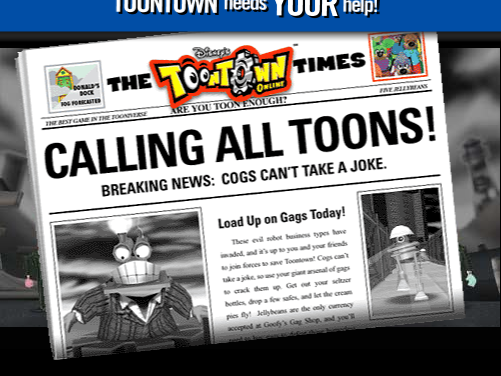 TOONTOWN needs YOUR help!
DONALD'S
DOCK
FOG FORECASTED
THE Disney's TOONTOWN ONLINE TIMES
FIVE JELLYBEANS
THE BEST GAME IN THE TOONIVERSE
ARE YOU TOON ENOUGH?
CALLING ALL TOONS!
BREAKING NEWS: COGS CAN'T TAKE A JOKE.
Load Up on Gags Today!
These evil robot business types have
invaded, and it's up to you and your friends
to join forces to save Toontown! Cogs can't
take a joke, so use your giant arsenal of gags
to crack them up. Get out your seltzer
bottles, drop a few safes, and let the cream
pies fly! Jellybeans are the only currency
accepted at Goofy's Gag Shop, and you'll